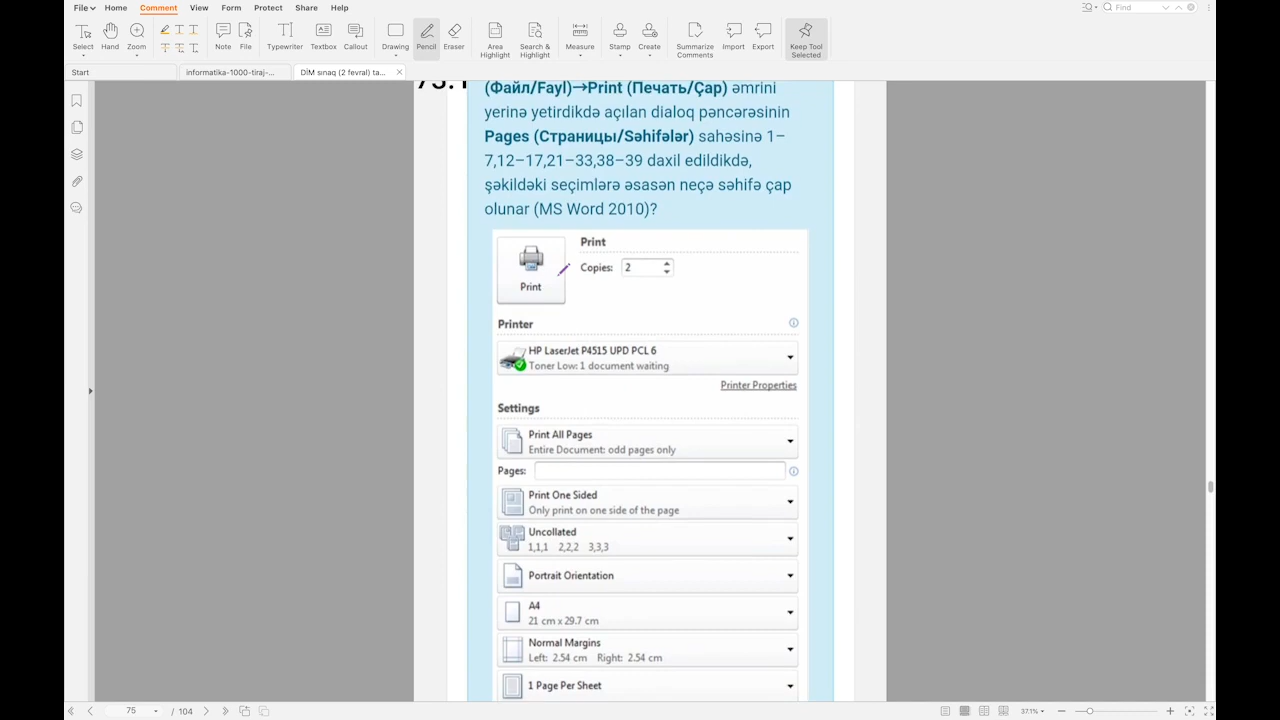 File Home Comment View Form Protect Share Help Find
Select Hand Zoom Note File Typewriter Textbox Callout Drawing Pencil Eraser Area Highlight Search & Highlight Measure Stamp Create Summarize Comments Import Export Keep Tool Selected
Start informatika-1000-tiraj-... DİM sınaq (2 fevral) ta...
(Файл/Fayl)→Print (Печать/Çap) əmrini
yerinə yetirdikdə açılan dialoq pəncərəsinin
Pages (Страницы/Səhifələr) sahəsinə 1–
7,12–17,21–33,38–39 daxil edildikdə,
şəkildəki seçimlərə əsasən neçə səhifə çap
olunar (MS Word 2010)?
Print
Copies: 2
Print
Printer
HP LaserJet P4515 UPD PCL 6
Toner Low: 1 document waiting
Printer Properties
Settings
Print All Pages
Entire Document: odd pages only
Pages:
Print One Sided
Only print on one side of the page
Uncollated
1,1,1 2,2,2 3,3,3
Portrait Orientation
A4
21 cm x 29.7 cm
Normal Margins
Left: 2.54 cm Right: 2.54 cm
1 Page Per Sheet
75 / 104 37.1%